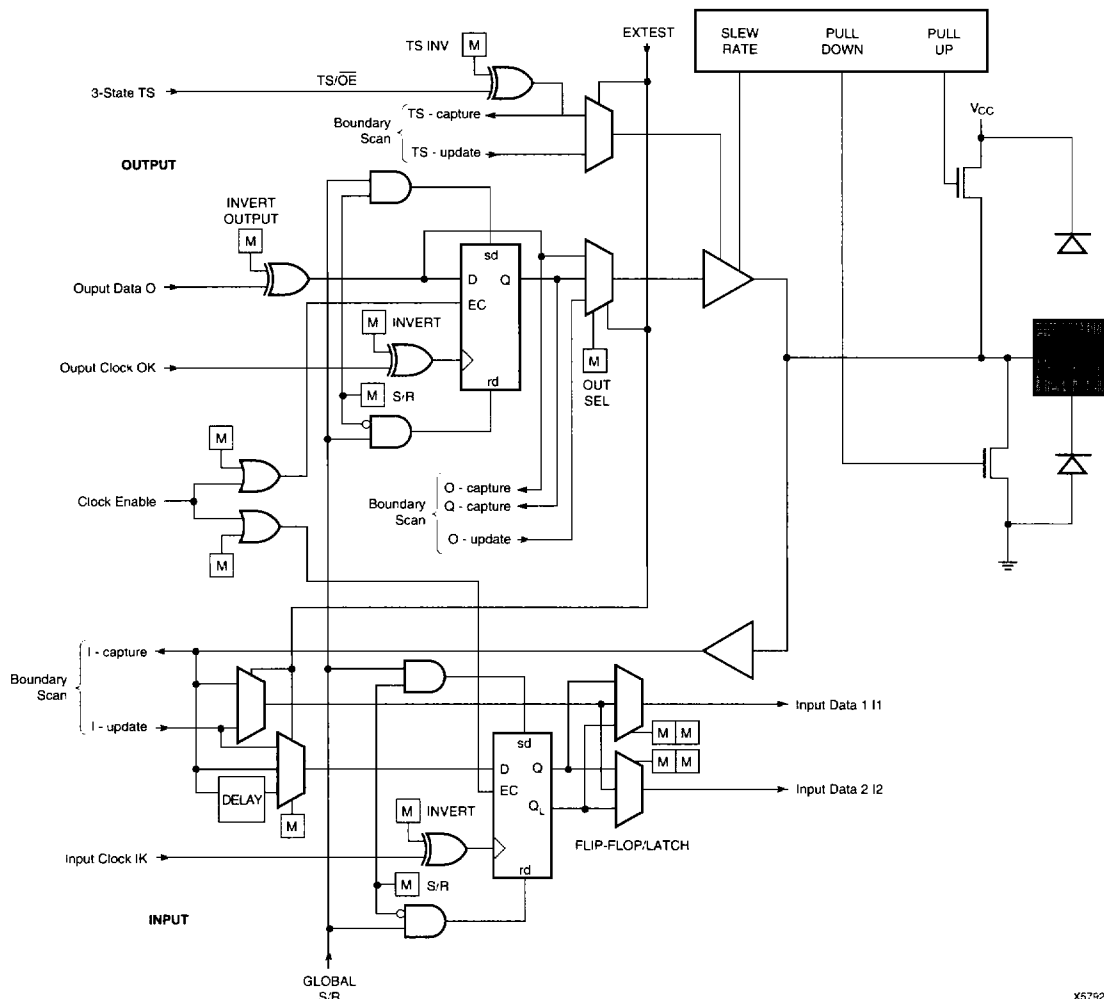 EXTEST
SLEW RATE
PULL DOWN
PULL UP
TS INV
M
TS/OE
3-State TS
TS - capture
Boundary Scan
TS - update
VCC
OUTPUT
INVERT OUTPUT
M
sd
D
Q
EC
Ouput Data O
M
INVERT
Ouput Clock OK
rd
M
OUT SEL
M
S/R
M
Clock Enable
M
O - capture
Boundary Scan
Q - capture
O - update
I - capture
Boundary Scan
I - update
Input Data 1 I1
M M
sd
D
Q
M M
EC
QL
Input Data 2 I2
DELAY
M
M
INVERT
FLIP-FLOP/LATCH
Input Clock IK
rd
M
S/R
INPUT
GLOBAL S/R
X5792